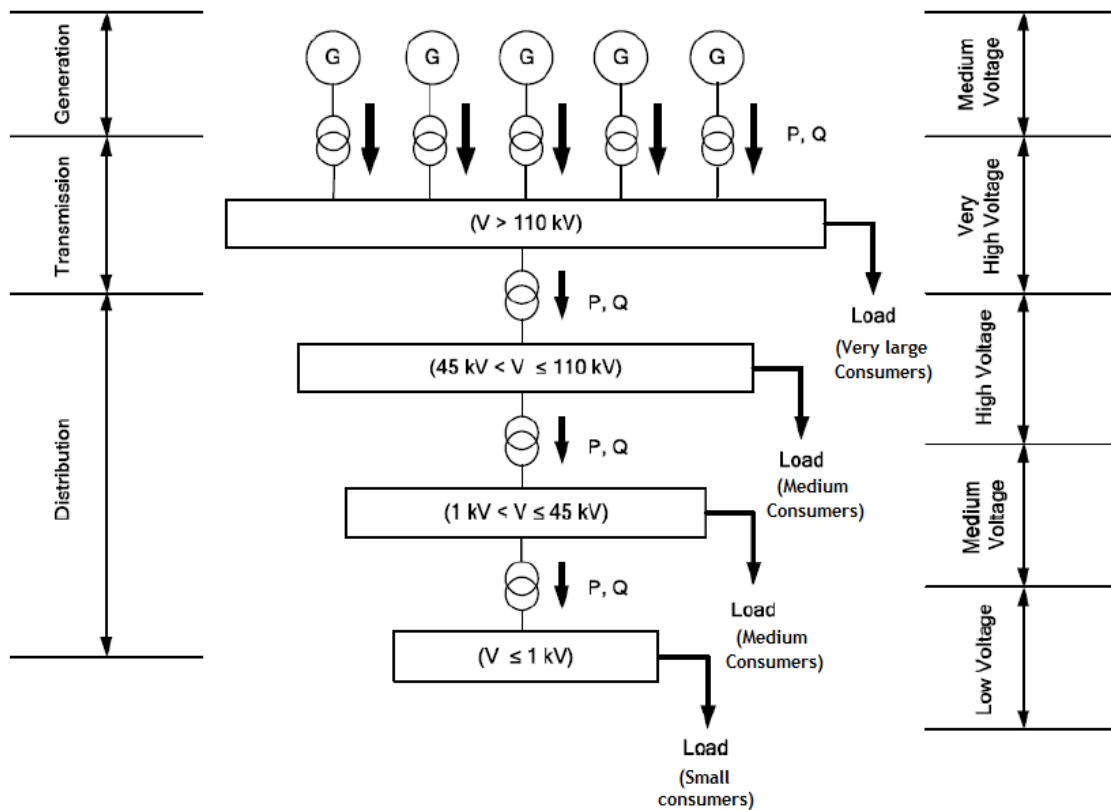 Generation
Transmission
Distribution
G
G
G
G
G
P, Q
(V > 110 kV)
P, Q
Load
(Very large
Consumers)
(45 kV < V ≤ 110 kV)
P, Q
Load
(Medium
Consumers)
(1 kV < V ≤ 45 kV)
P, Q
Load
(Medium
Consumers)
(V ≤ 1 kV)
Load
(Small
consumers)
Medium
Voltage
Very
High Voltage
High Voltage
Medium
Voltage
Low Voltage